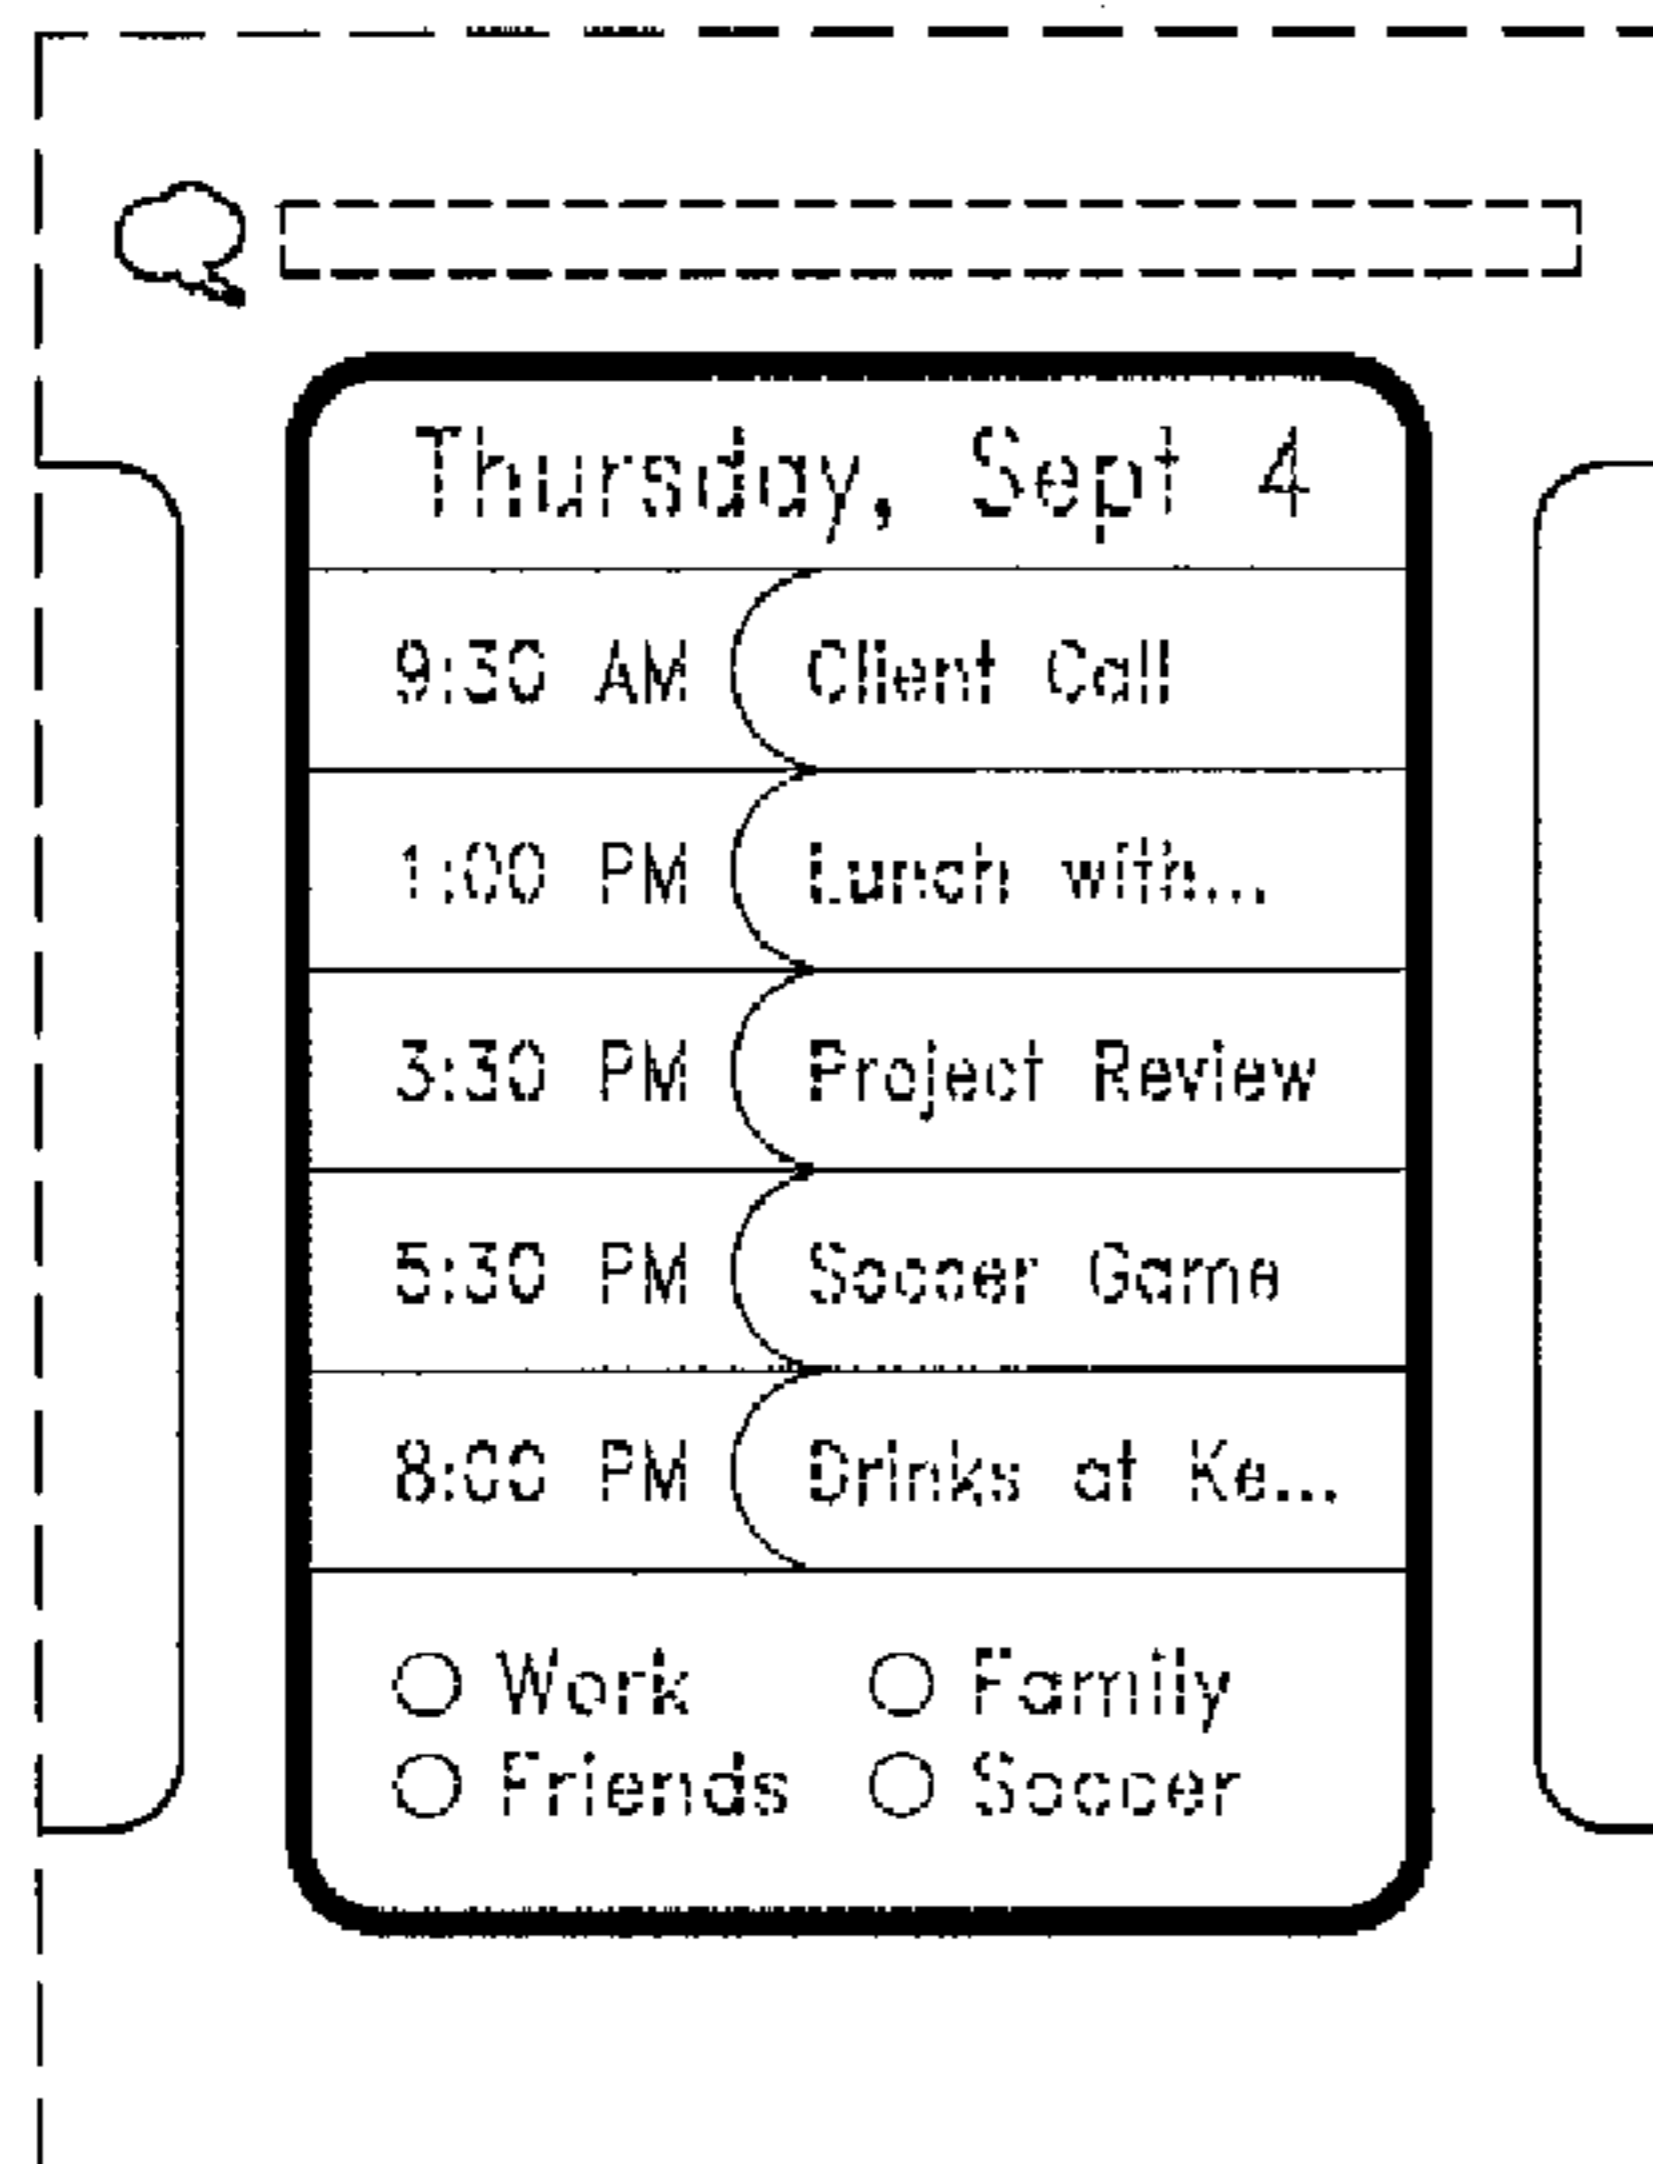 Thursday, Sept 4
9:30 AM Client Call
1:00 PM Lunch with...
3:30 PM Project Review
5:30 PM Soccer Game
8:00 PM Drinks at Ke...
Work Family
Friends Soccer